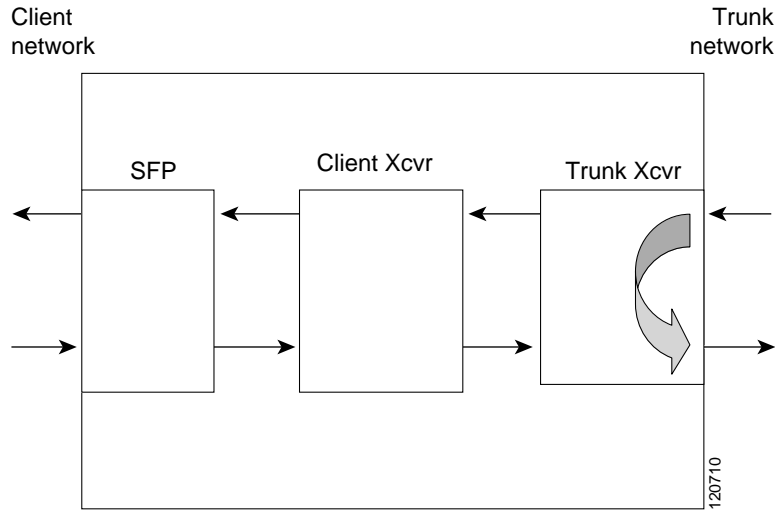 Client
network
Trunk
network
SFP
Client Xcvr
Trunk Xcvr
120710